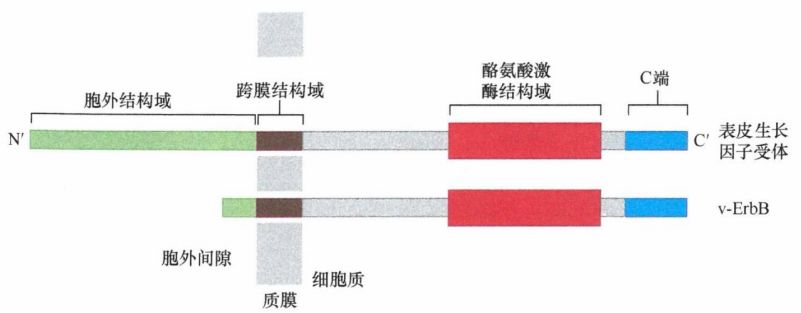 胞外结构域
跨膜结构域
酪氨酸激
酶结构域
C端
N'
C'
表皮生长
因子受体
v-ErbB
胞外间隙
细胞质
质膜